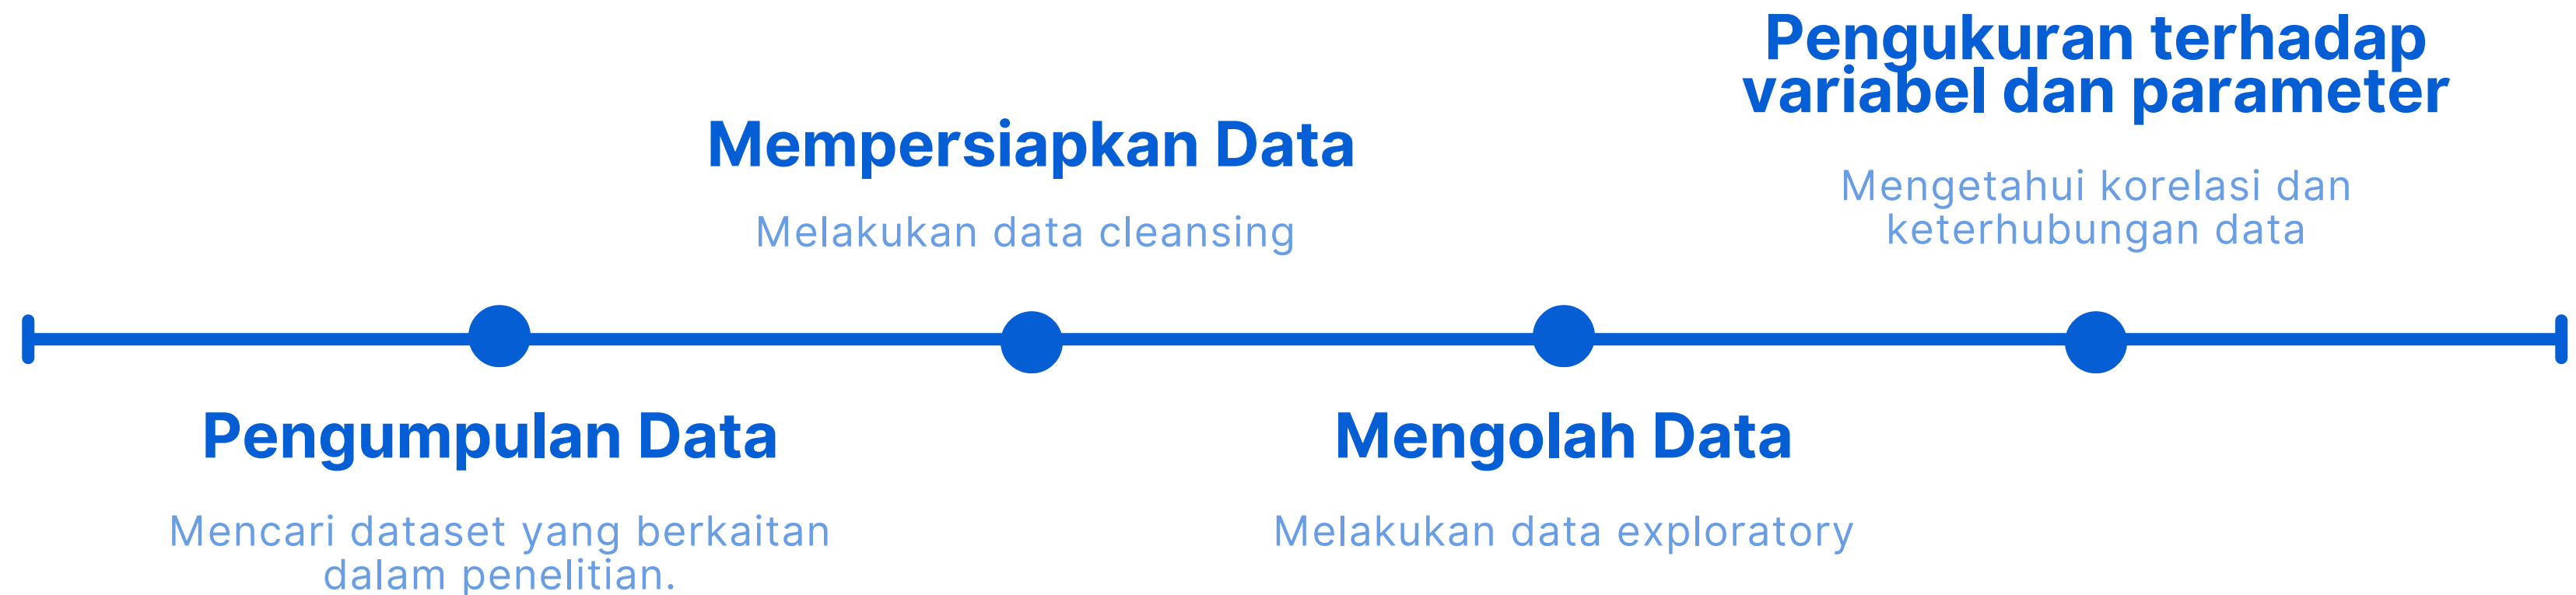 Pengumpulan Data
Mencari dataset yang berkaitan
dalam penelitian.
Mempersiapkan Data
Melakukan data cleansing
Mengolah Data
Melakukan data exploratory
Pengukuran terhadap
variabel dan parameter
Mengetahui korelasi dan
keterhubungan data